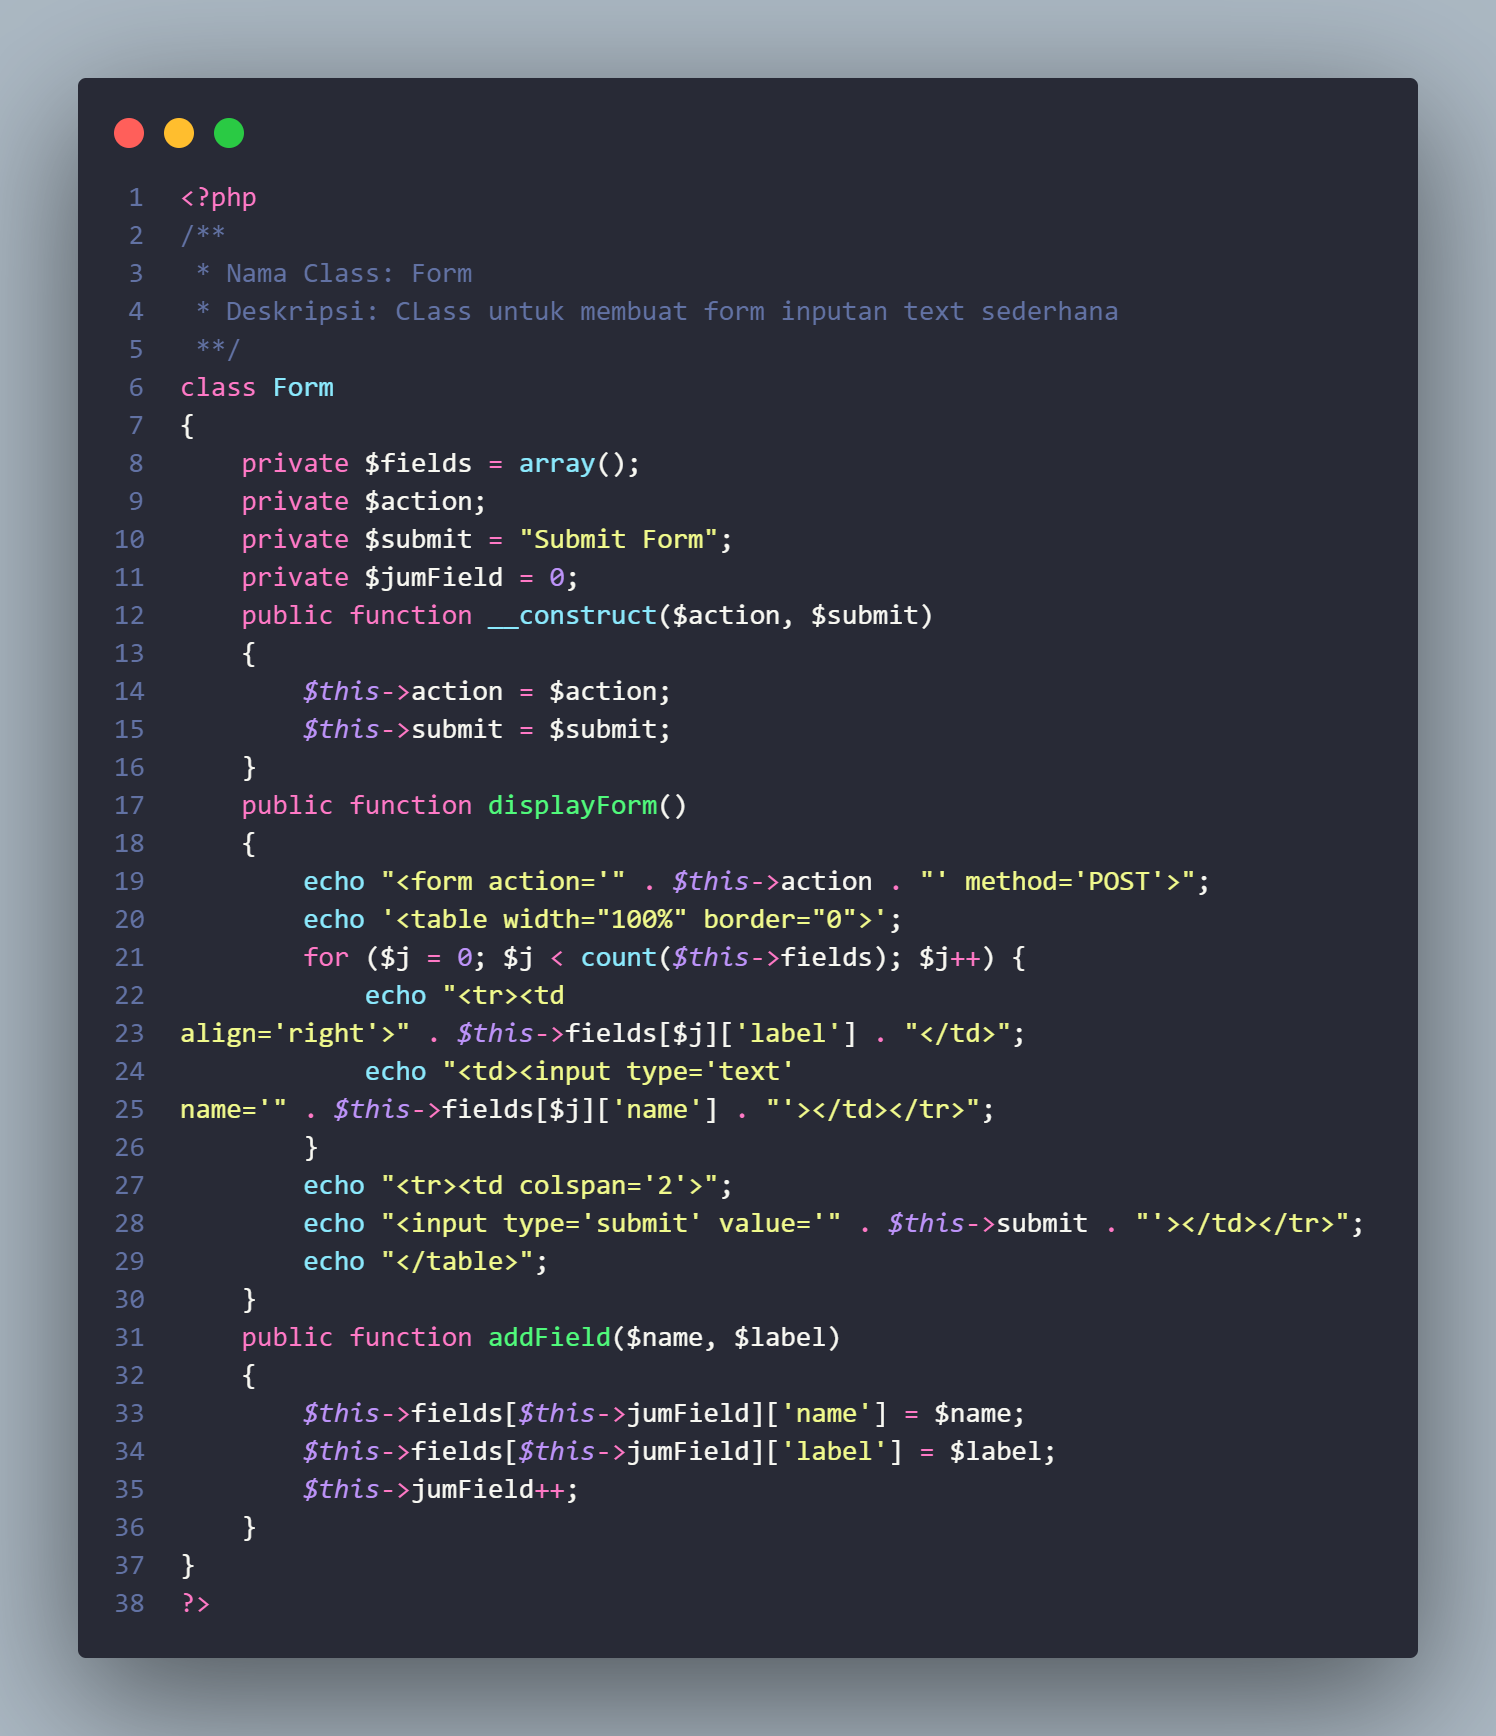 1 <?php
2 /**
3  * Nama Class: Form
4  * Deskripsi: CLass untuk membuat form inputan text sederhana
5  **/
6 class Form
7 {
8     private $fields = array();
9     private $action;
10     private $submit = "Submit Form";
11     private $jumField = 0;
12     public function __construct($action, $submit)
13     {
14         $this->action = $action;
15         $this->submit = $submit;
16     }
17     public function displayForm()
18     {
19         echo "<form action='" . $this->action . "' method='POST'>";
20         echo '<table width="100%" border="0">';
21         for ($j = 0; $j < count($this->fields); $j++) {
22             echo "<tr><td
23 align='right'>" . $this->fields[$j]['label'] . "</td>";
24             echo "<td><input type='text'
25 name='" . $this->fields[$j]['name'] . "'></td></tr>";
26         }
27         echo "<tr><td colspan='2'>";
28         echo "<input type='submit' value='" . $this->submit . "'></td></tr>";
29         echo "</table>";
30     }
31     public function addField($name, $label)
32     {
33         $this->fields[$this->jumField]['name'] = $name;
34         $this->fields[$this->jumField]['label'] = $label;
35         $this->jumField++;
36     }
37 }
38 ?>